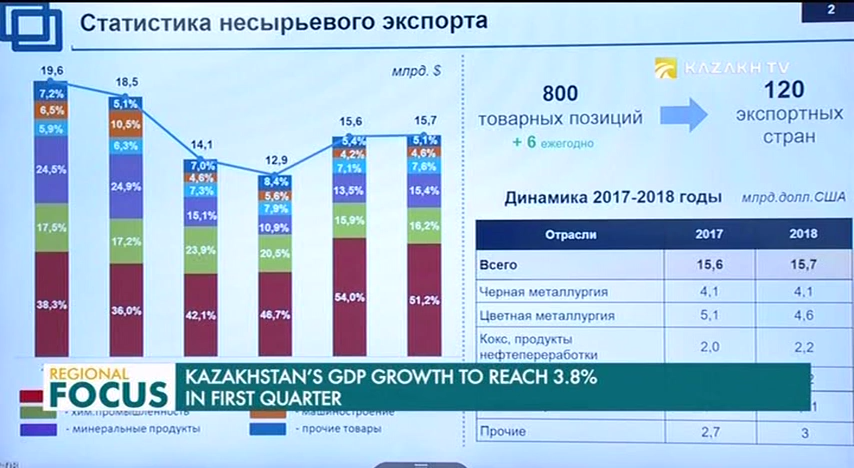 Статистика несырьевого экспорта
2
KAZAKH TV
млрд. $
19,6
18,5
14,1
12,9
15,6
15,7
7,2%
6,5%
5,9%
24,5%
17,5%
38,3%
5,1%
10,5%
6,3%
24,9%
17,2%
36,0%
7,0%
4,6%
7,3%
15,1%
23,9%
42,1%
8,4%
5,6%
7,9%
10,9%
20,5%
46,7%
5,4%
4,2%
7,1%
13,5%
15,9%
54,0%
5,1%
4,6%
7,6%
15,4%
16,2%
51,2%
800
товарных позиций
+ 6 ежегодно
120
экспортных
стран
Динамика 2017-2018 годы
млрд.долл.США
Отрасли 2017 2018
Всего 15,6 15,7
Черная металлургия 4,1 4,1
Цветная металлургия 5,1 4,6
Кокс, продукты
нефтепереработки 2,0 2,2
Прочие 2,7 3
REGIONAL
FOCUS
KAZAKHSTAN'S GDP GROWTH TO REACH 3.8%
IN FIRST QUARTER
- хим.промышленность
- машиностроение
- минеральные продукты
- прочие товары